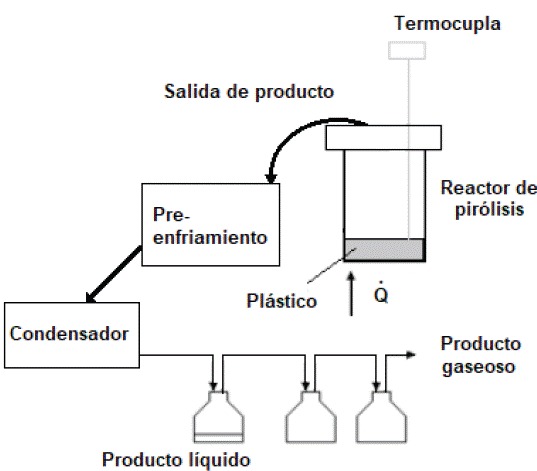 Termocupla
Salida de producto
Reactor de
pirólisis
Pre-
enfriamiento
Plástico
Q̇
Condensador
Producto
gaseoso
Producto líquido